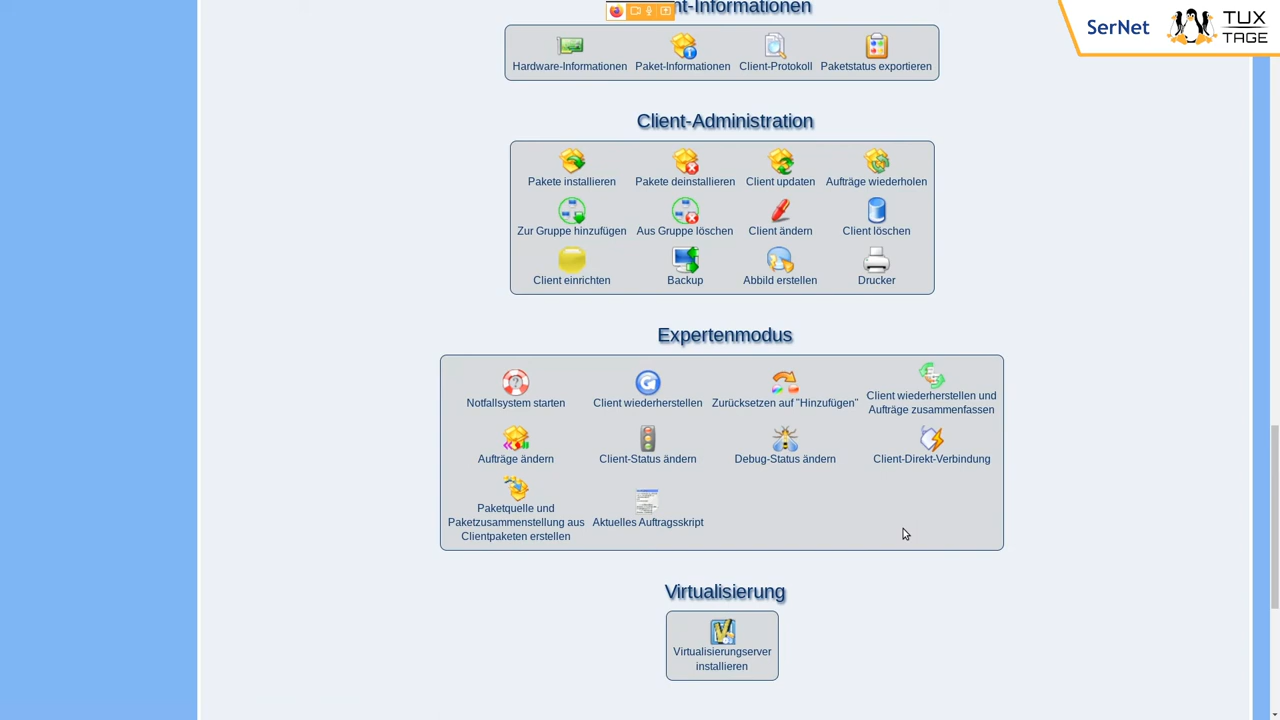 nt-Informationen
SerNet
TUX
TAGE
Hardware-Informationen Paket-Informationen Client-Protokoll Paketstatus exportieren
Client-Administration
Pakete installieren Pakete deinstallieren Client updaten Aufträge wiederholen
Zur Gruppe hinzufügen Aus Gruppe löschen Client ändern Client löschen
Client einrichten Backup Abbild erstellen Drucker
Expertenmodus
Notfallsystem starten Client wiederherstellen Zurücksetzen auf "Hinzufügen" Client wiederherstellen und
Aufträge zusammenfassen
Aufträge ändern Client-Status ändern Debug-Status ändern Client-Direkt-Verbindung
Paketquelle und
Paketzusammenstellung aus
Clientpaketen erstellen
Aktuelles Auftragsskript
Virtualisierung
Virtualisierungserver
installieren